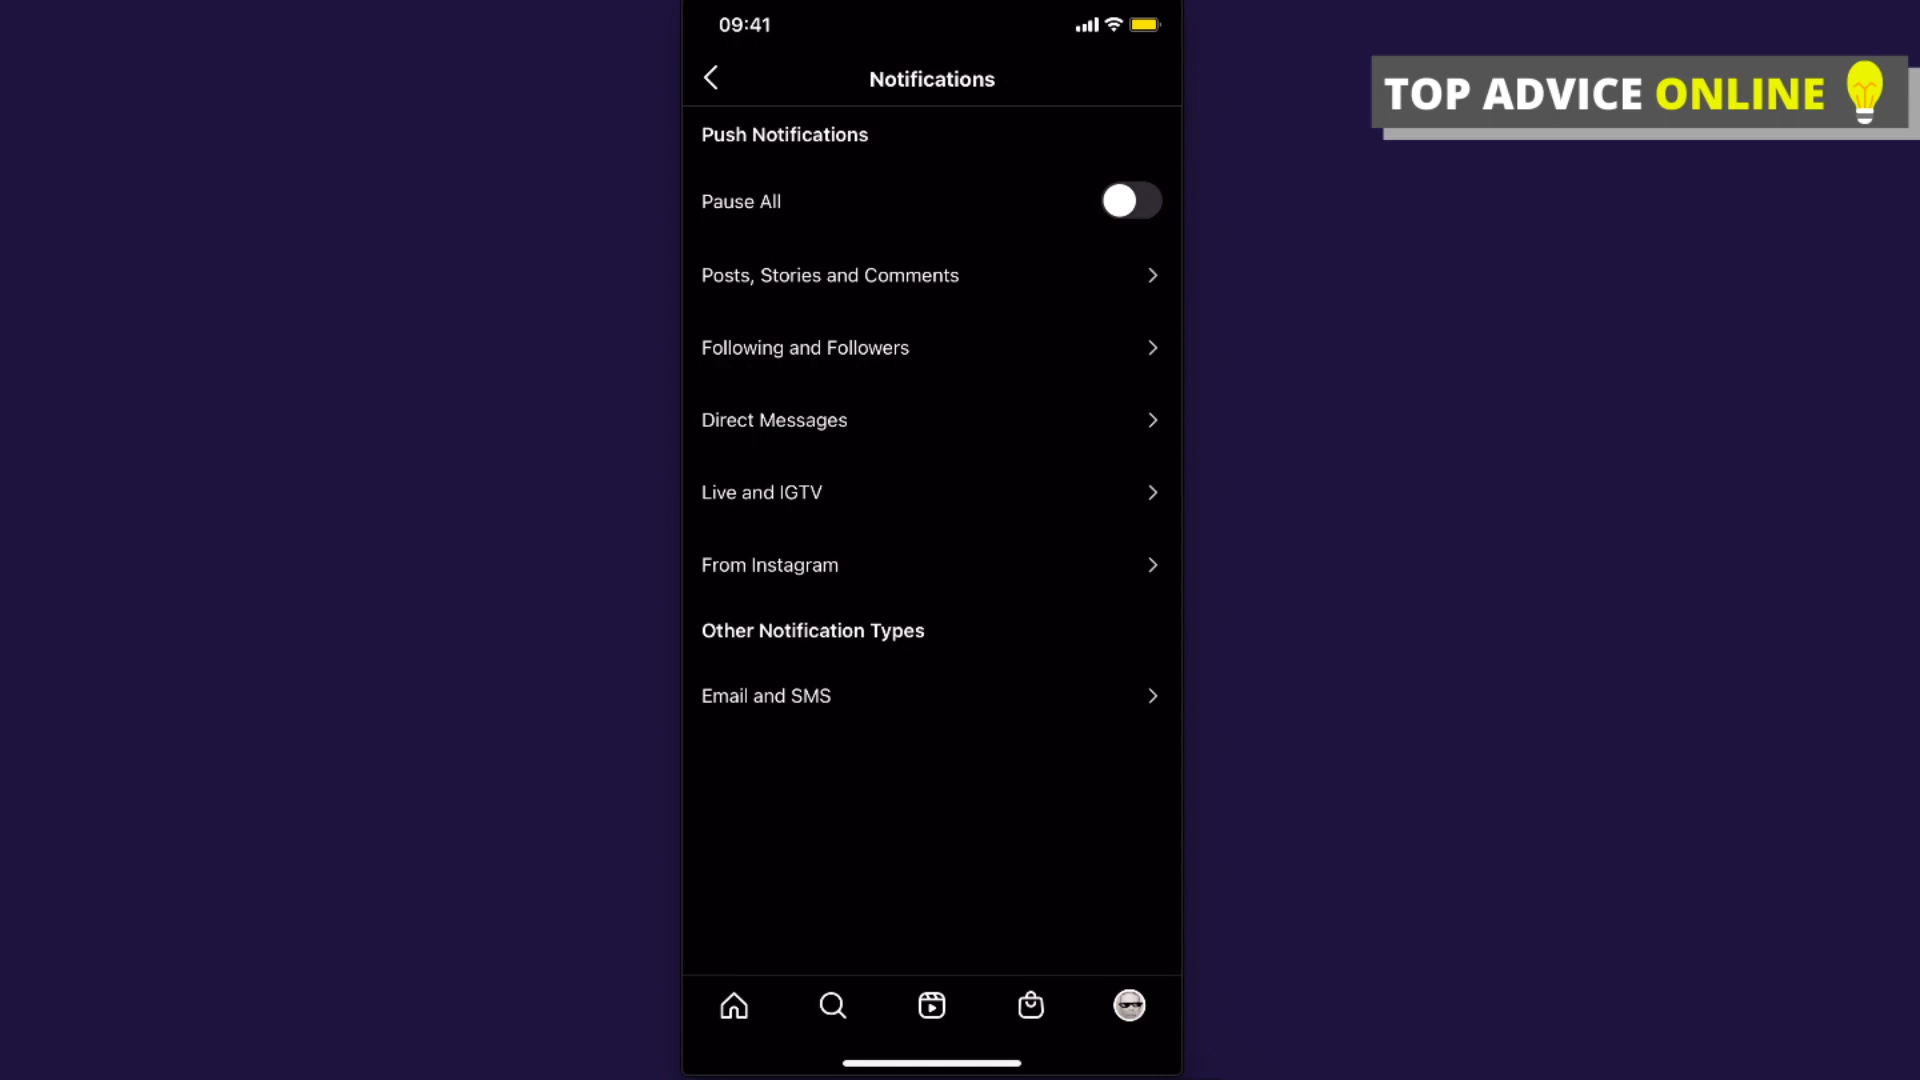 09:41
Notifications
TOP ADVICE ONLINE
Push Notifications
Pause All
Posts, Stories and Comments
Following and Followers
Direct Messages
Live and IGTV
From Instagram
Other Notification Types
Email and SMS